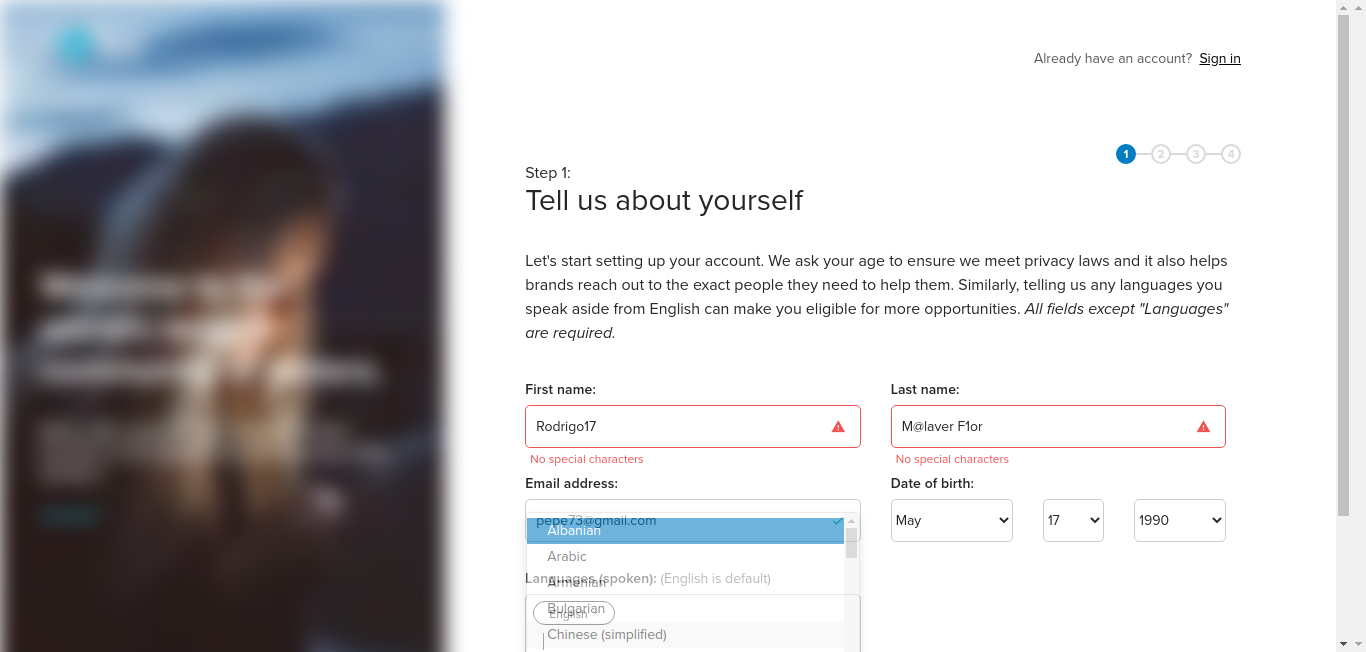 Already have an account? Sign in
1 2 3 4
Step 1:
Tell us about yourself
Let's start setting up your account. We ask your age to ensure we meet privacy laws and it also helps
brands reach out to the exact people they need to help them. Similarly, telling us any languages you
speak aside from English can make you eligible for more opportunities. All fields except "Languages"
are required.
First name:
Last name:
Rodrigo17
M@laver F1or
No special characters
No special characters
Email address:
Date of birth:
pepe73@gmail.com
May
17
1990
Albanian
Arabic
Languages (spoken): (English is default)
Armenian
Bulgarian
English
Chinese (simplified)